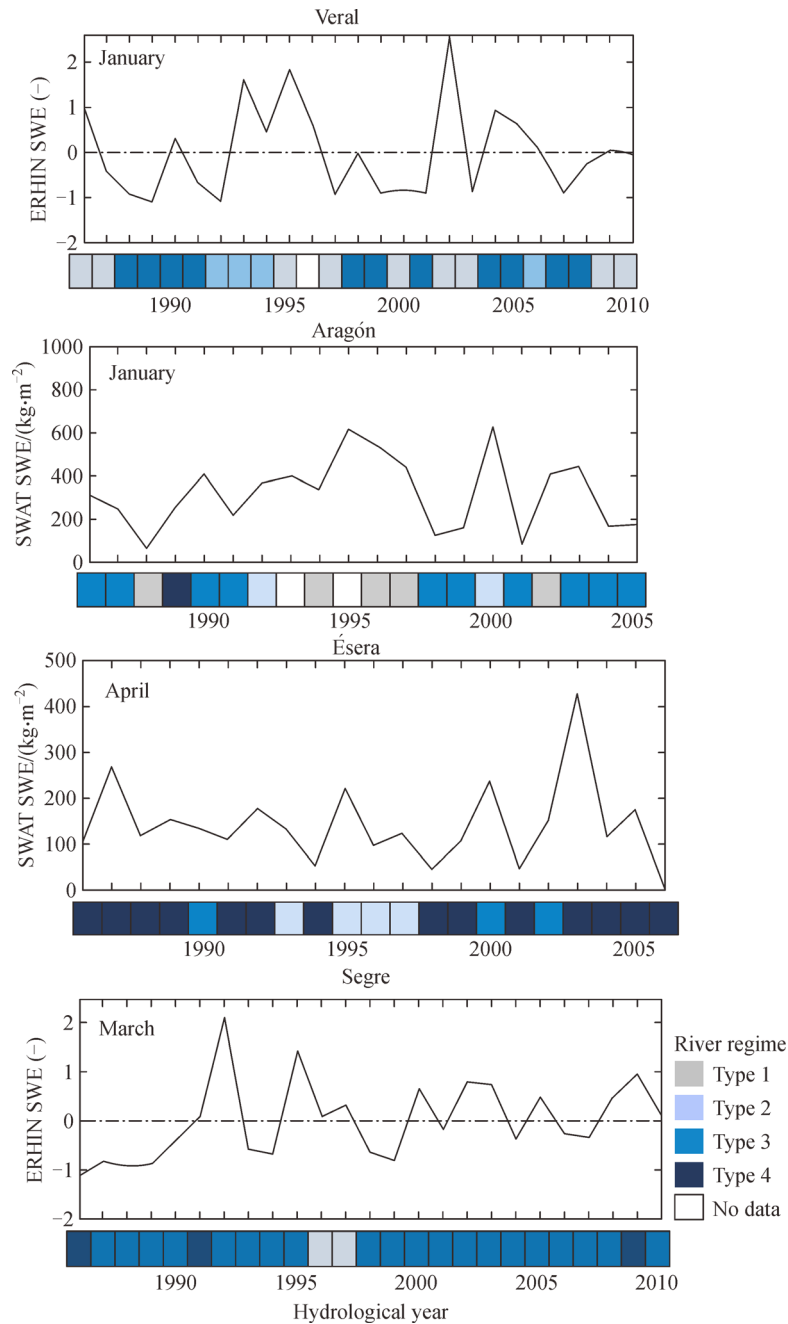 Veral
January
ERHIN SWE (−)
2
1
0
−1
−2
1990
1995
2000
2005
2010
Aragón
January
SWAT SWE/(kg·m⁻²)
1000
800
600
400
200
0
1990
1995
2000
2005
Ésera
April
SWAT SWE/(kg·m⁻²)
500
400
300
200
100
0
1990
1995
2000
2005
Segre
March
ERHIN SWE (−)
2
1
0
−1
−2
1990
1995
2000
2005
2010
Hydrological year
River regime
Type 1
Type 2
Type 3
Type 4
No data